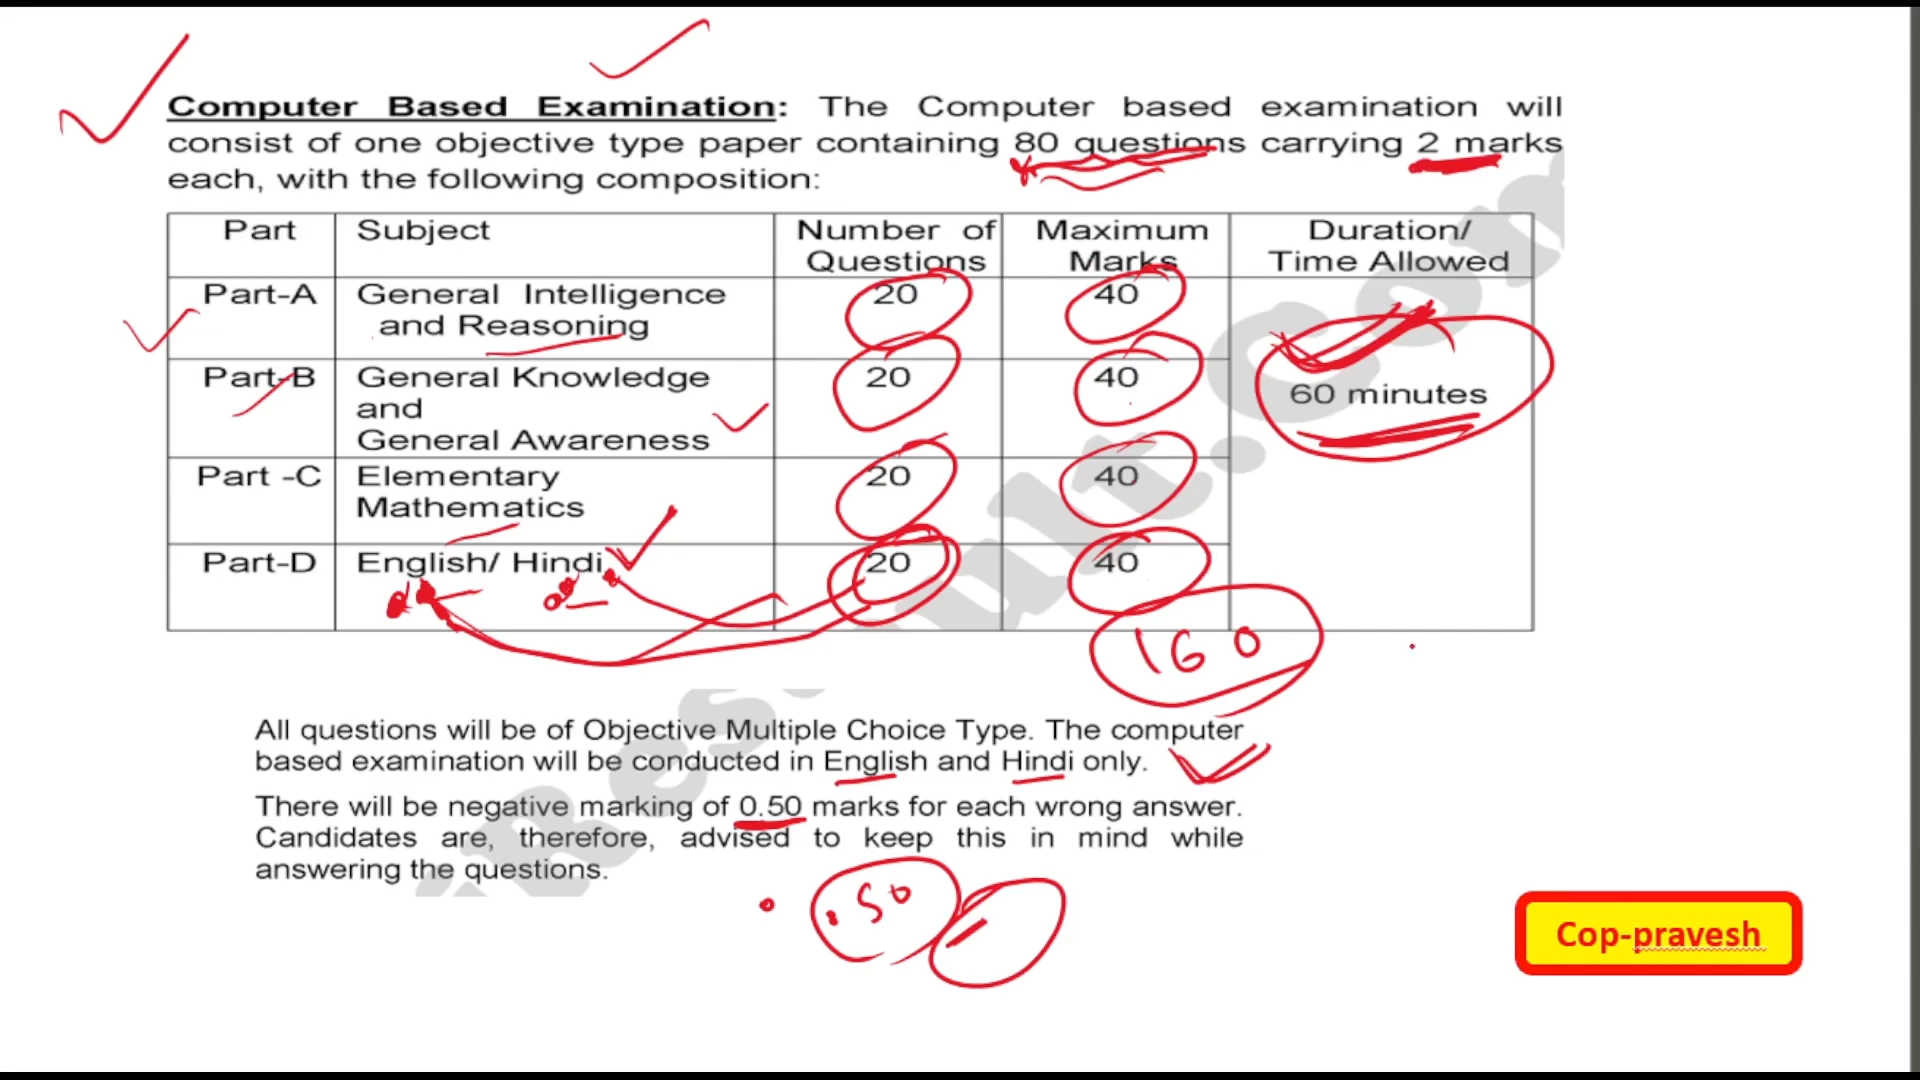 Computer Based Examination: The Computer based examination will
consist of one objective type paper containing 80 questions carrying 2 marks
each, with the following composition:
Part Subject Number of Questions Maximum Marks Duration/ Time Allowed
Part-A General Intelligence and Reasoning 20 40 60 minutes
Part-B General Knowledge and General Awareness 20 40
Part -C Elementary Mathematics 20 40
Part-D English/ Hindi 20 40
160
All questions will be of Objective Multiple Choice Type. The computer
based examination will be conducted in English and Hindi only.
There will be negative marking of 0.50 marks for each wrong answer.
Candidates are, therefore, advised to keep this in mind while
answering the questions.
.50
Cop-pravesh